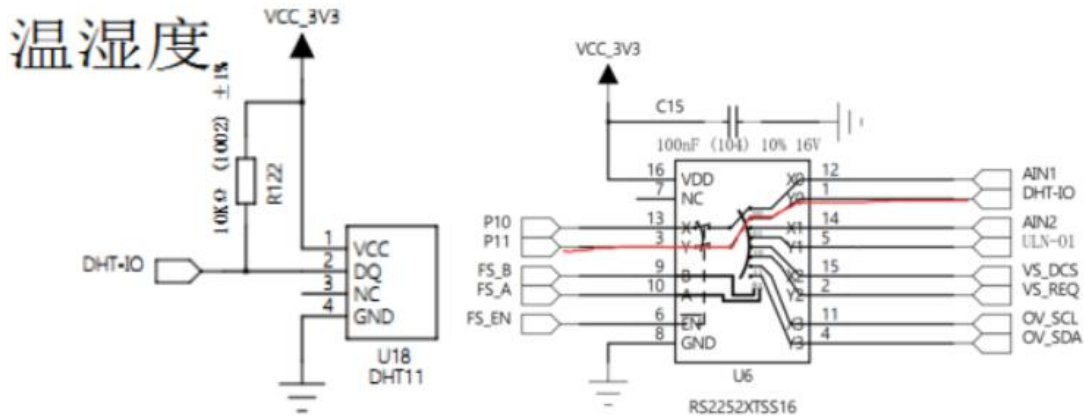 温湿度
VCC_3V3
10KΩ (1002) ±1%
R122
DHT-IO
1 VCC
2 DQ
3 NC
4 GND
U18
DHT11
VCC_3V3
C15
100nF (104) 10% 16V
16 VDD X0 12 AIN1
7 NC Y0 1 DHT-IO
P10 13 X X1 14 AIN2
P11 3 Y Y1 5 ULN-01
FS_B 9 B X2 15 VS_DCS
FS_A 10 A Y2 2 VS_REQ
FS_EN 6 EN X3 11 OV_SCL
8 GND Y3 4 OV_SDA
U6
RS2252XTSS16